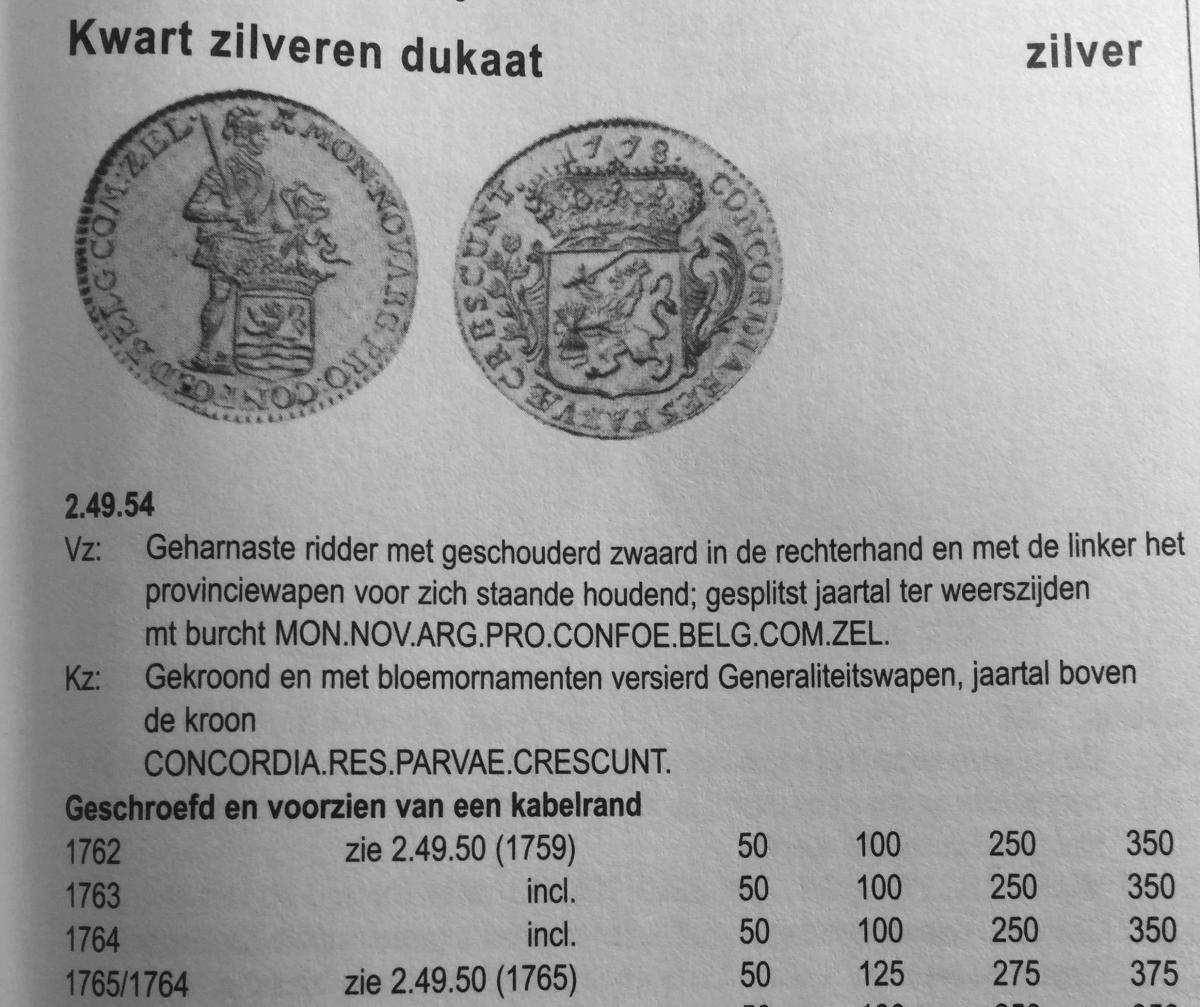 Kwart zilveren dukaat zilver
MON.NOV.ARG.PRO.CONFOE.BELG.COM.ZEL.
1778.
CONCORDIA.RES.PARVÆ.CRESCUNT.
2.49.54
Vz: Geharnaste ridder met geschouderd zwaard in de rechterhand en met de linker het
provinciewapen voor zich staande houdend; gesplitst jaartal ter weerszijden
mt burcht MON.NOV.ARG.PRO.CONFOE.BELG.COM.ZEL.
Kz: Gekroond en met bloemornamenten versierd Generaliteitswapen, jaartal boven
de kroon
CONCORDIA.RES.PARVAE.CRESCUNT.
Geschroefd en voorzien van een kabelrand
1762 zie 2.49.50 (1759) 50 100 250 350
1763 incl. 50 100 250 350
1764 incl. 50 100 250 350
1765/1764 zie 2.49.50 (1765) 50 125 275 375